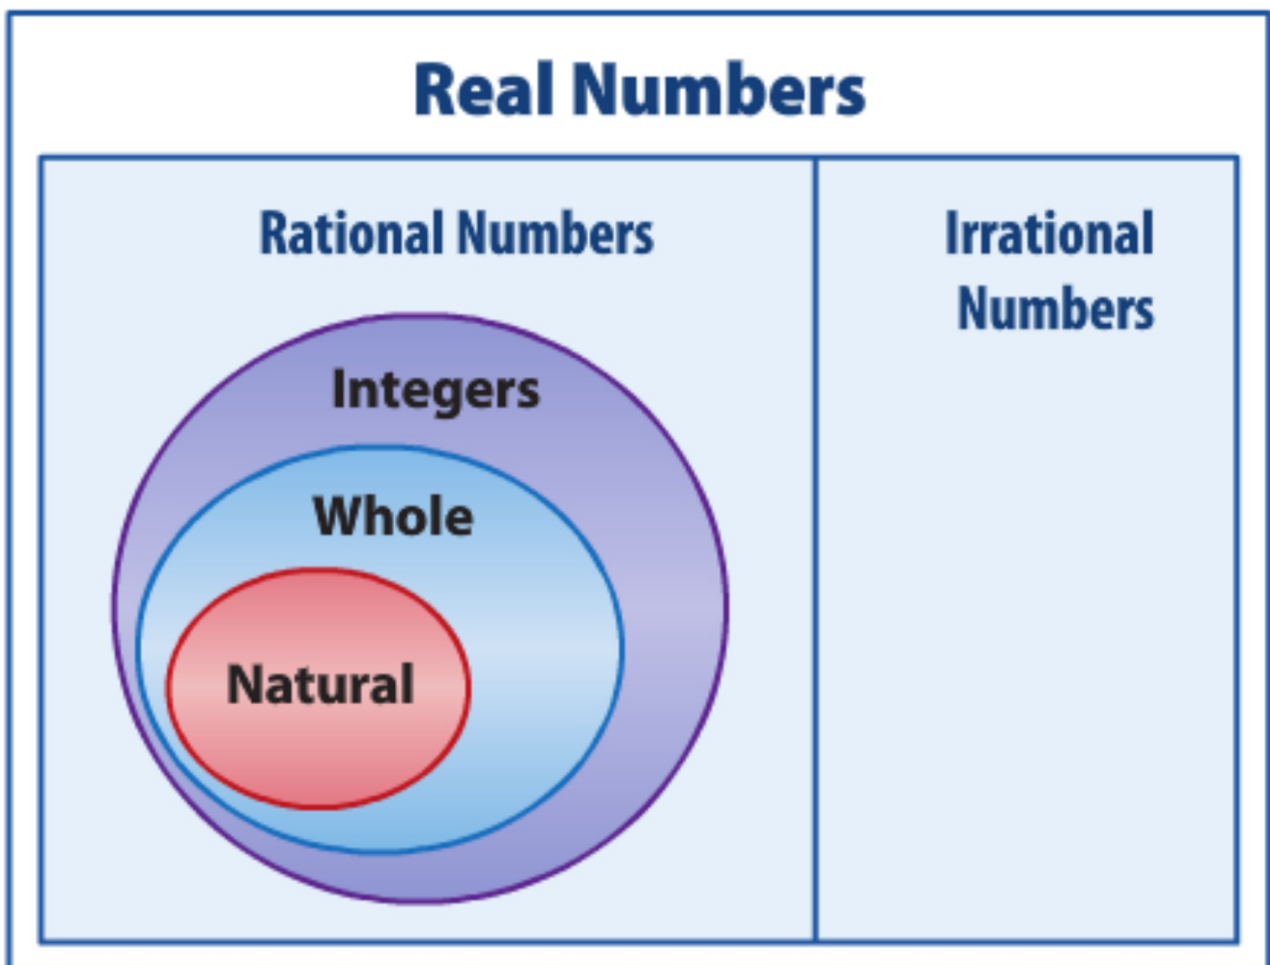 Real Numbers
Rational Numbers
Irrational
Numbers
Integers
Whole
Natural